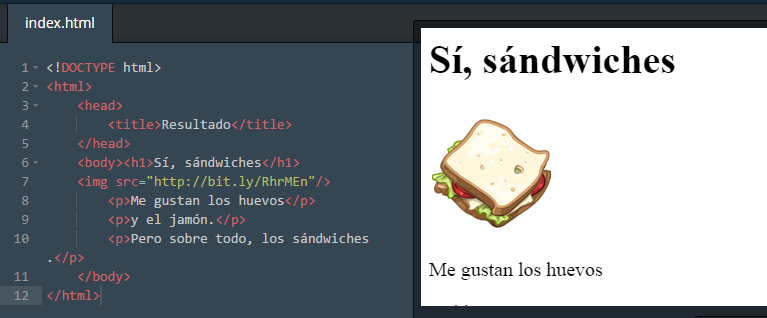 index.html
1 <!DOCTYPE html>
2 <html>
3     <head>
4         <title>Resultado</title>
5     </head>
6     <body><h1>Sí, sándwiches</h1>
7 <img src="http://bit.ly/RhrMEn"/>
8         <p>Me gustan los huevos</p>
9         <p>y el jamón.</p>
10         <p>Pero sobre todo, los sándwiches
.</p>
11     </body>
12 </html>
Sí, sándwiches
Me gustan los huevos